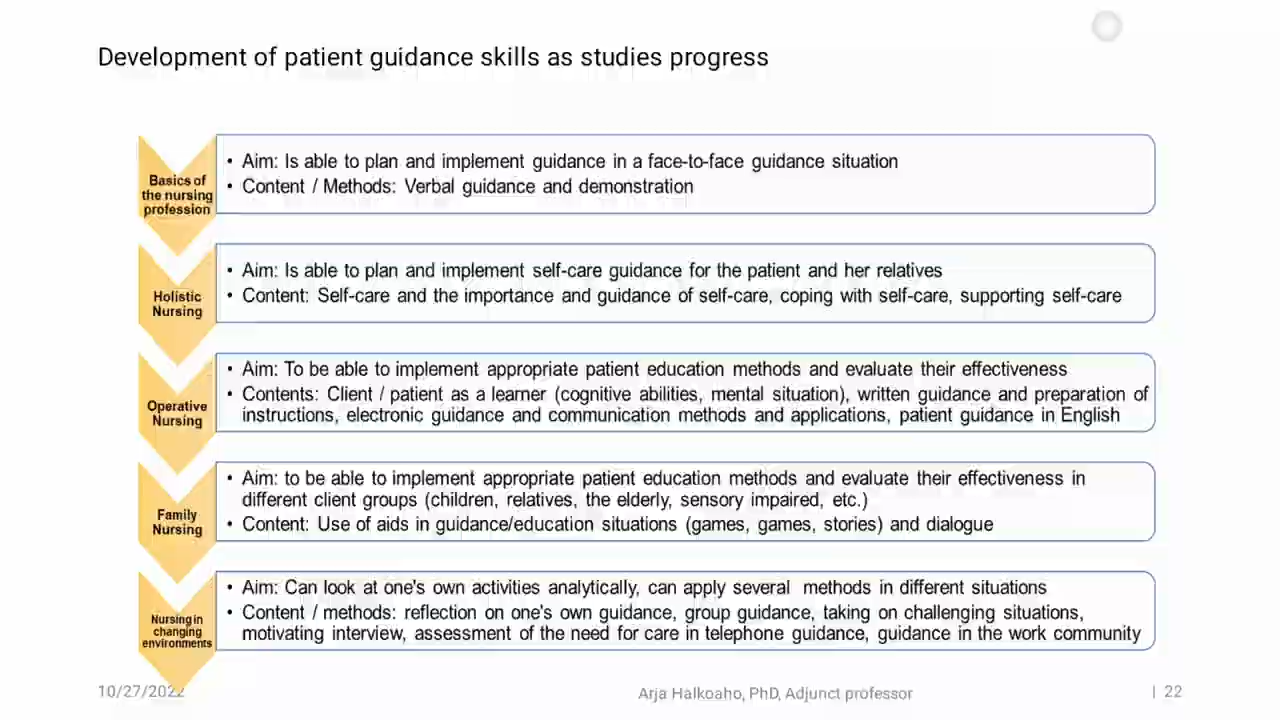 Development of patient guidance skills as studies progress
Basics of
the nursing
profession
• Aim: Is able to plan and implement guidance in a face-to-face guidance situation
• Content / Methods: Verbal guidance and demonstration
Holistic
Nursing
• Aim: Is able to plan and implement self-care guidance for the patient and her relatives
• Content: Self-care and the importance and guidance of self-care, coping with self-care, supporting self-care
Operative
Nursing
• Aim: To be able to implement appropriate patient education methods and evaluate their effectiveness
• Contents: Client / patient as a learner (cognitive abilities, mental situation), written guidance and preparation of
instructions, electronic guidance and communication methods and applications, patient guidance in English
Family
Nursing
• Aim: to be able to implement appropriate patient education methods and evaluate their effectiveness in
different client groups (children, relatives, the elderly, sensory impaired, etc.)
• Content: Use of aids in guidance/education situations (games, games, stories) and dialogue
Nursing in
changing
environments
• Aim: Can look at one's own activities analytically, can apply several methods in different situations
• Content / methods: reflection on one's own guidance, group guidance, taking on challenging situations,
motivating interview, assessment of the need for care in telephone guidance, guidance in the work community
10/27/2022
Arja Halkoaho, PhD, Adjunct professor
| 22